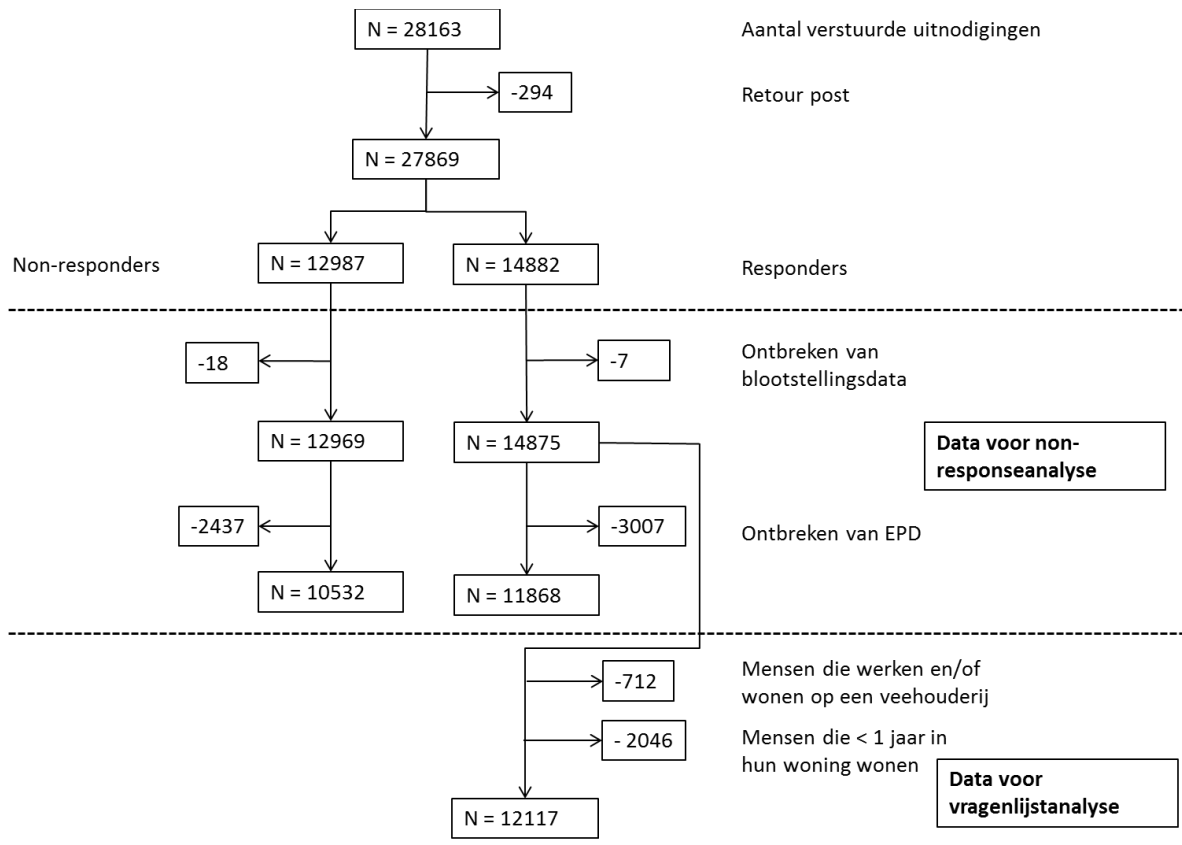 N = 28163
Aantal verstuurde uitnodigingen
-294
Retour post
N = 27869
Non-responders
N = 12987
N = 14882
Responders
-18
-7
Ontbreken van
blootstellingsdata
N = 12969
N = 14875
Data voor non-
responseanalyse
-2437
-3007
Ontbreken van EPD
N = 10532
N = 11868
-712
Mensen die werken en/of
wonen op een veehouderij
- 2046
Mensen die < 1 jaar in
hun woning wonen
Data voor
vragenlijstanalyse
N = 12117